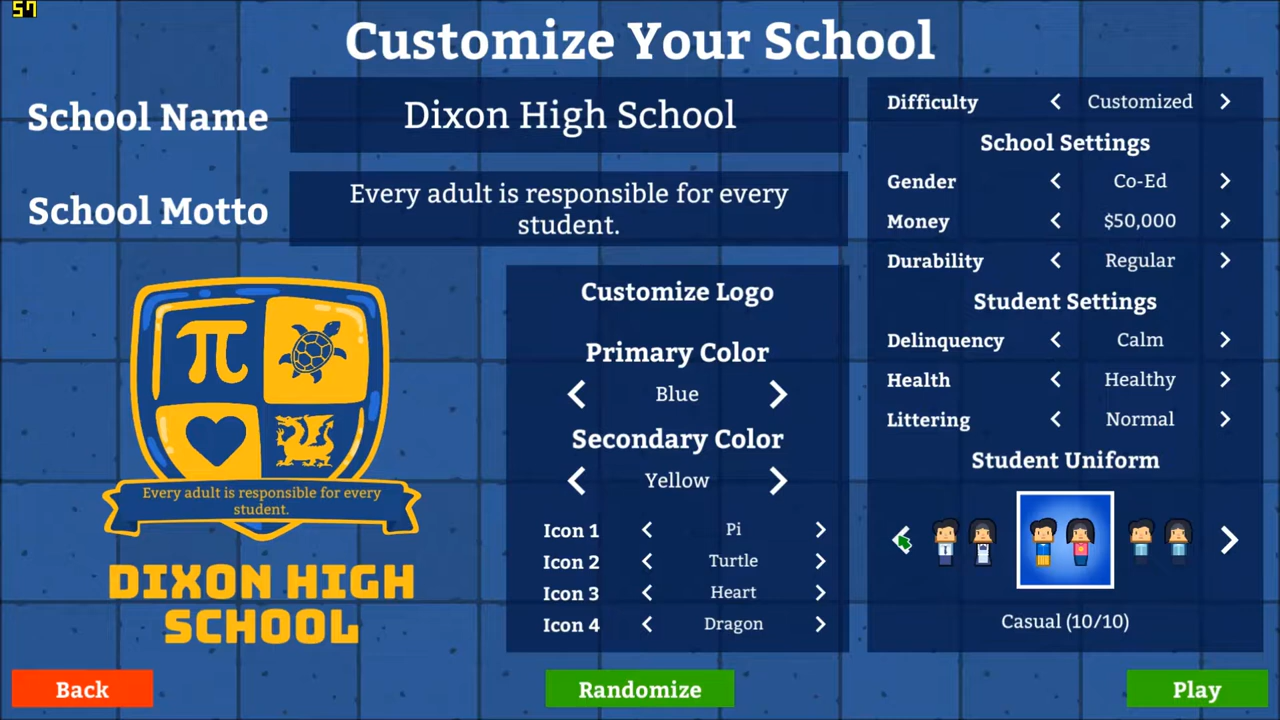 57
Customize Your School
School Name
Dixon High School
School Motto
Every adult is responsible for every
student.
Every adult is responsible for every
student.
DIXON HIGH
SCHOOL
Customize Logo
Primary Color
Blue
Secondary Color
Yellow
Icon 1 Pi
Icon 2 Turtle
Icon 3 Heart
Icon 4 Dragon
Difficulty Customized
School Settings
Gender Co-Ed
Money $50,000
Durability Regular
Student Settings
Delinquency Calm
Health Healthy
Littering Normal
Student Uniform
Casual (10/10)
Back
Randomize
Play